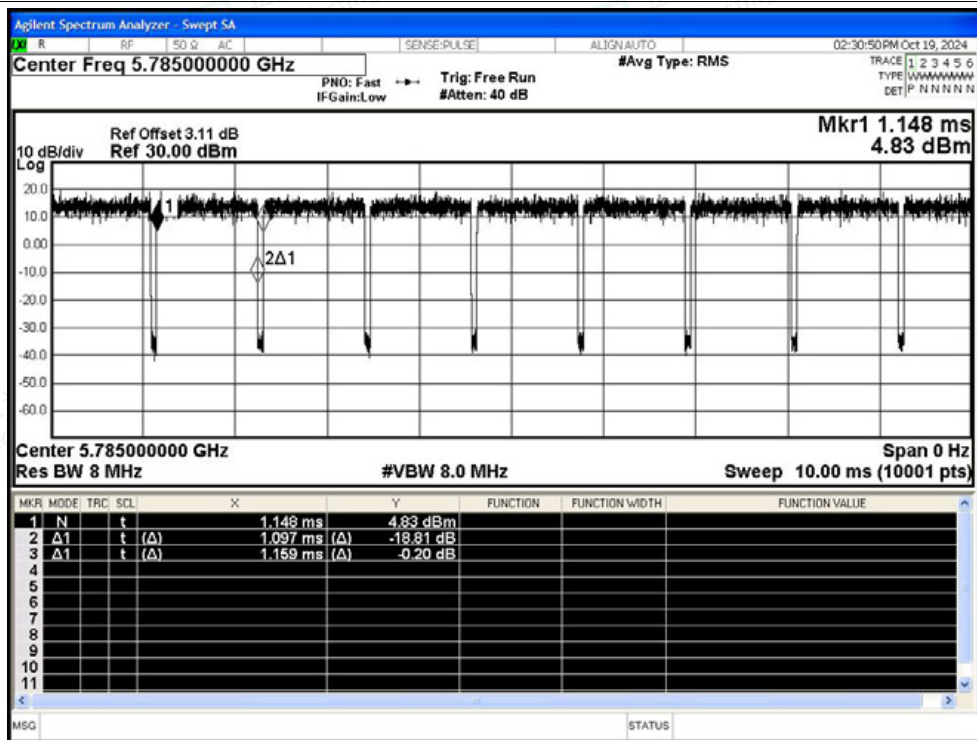 Agilent Spectrum Analyzer - Swept SA
LXI R RF 50 Ω AC SENSE:PULSE ALIGN AUTO 02:30:50PM Oct 19, 2024
Center Freq 5.785000000 GHz #Avg Type: RMS TRACE 1 2 3 4 5 6
PNO: Fast Trig: Free Run TYPE WWWWWW
IFGain:Low #Atten: 40 dB DET P N N N N N
Mkr1 1.148 ms
Ref Offset 3.11 dB
10 dB/div Ref 30.00 dBm 4.83 dBm
Log
20.0
10.0
0.00
-10.0
-20.0
-30.0
-40.0
-50.0
-60.0
1
2Δ1
Center 5.785000000 GHz Span 0 Hz
Res BW 8 MHz #VBW 8.0 MHz Sweep 10.00 ms (10001 pts)
MKR MODE TRC SCL X Y FUNCTION FUNCTION WIDTH FUNCTION VALUE
1 N t 1.148 ms 4.83 dBm
2 Δ1 t (Δ) 1.097 ms (Δ) -18.81 dB
3 Δ1 t (Δ) 1.159 ms (Δ) -0.20 dB
4
5
6
7
8
9
10
11
MSG STATUS